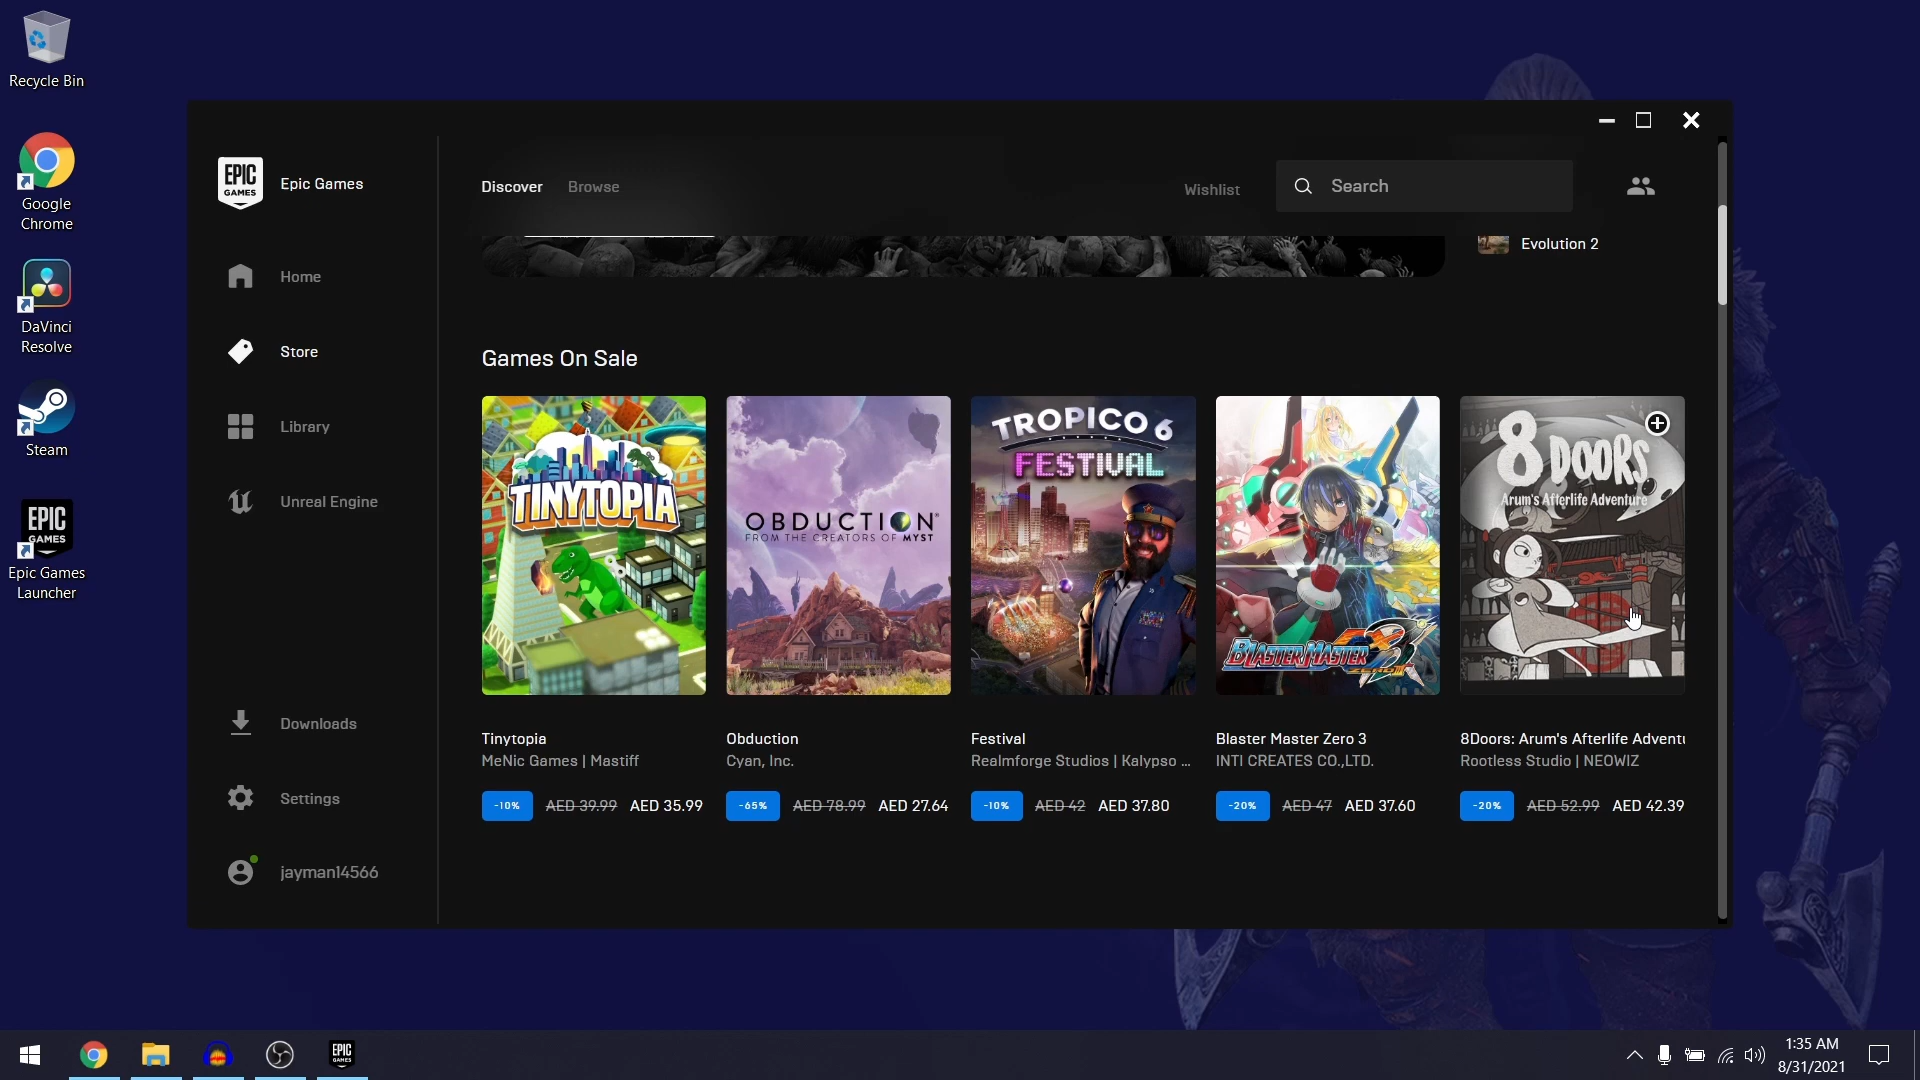 Recycle Bin
Google
Chrome
DaVinci
Resolve
Steam
EPIC
GAMES
Epic Games
Launcher
EPIC
GAMES
Epic Games
Home
Store
Library
Unreal Engine
Downloads
Settings
jayman14566
Discover
Browse
Wishlist
Search
Evolution 2
Games On Sale
TINYTOPIA
OBDUCTION
FROM THE CREATORS OF MYST
TROPICO 6
FESTIVAL
BLASTER MASTER ZERO 3
8 DOORS
Arum's Afterlife Adventure
Tinytopia
MeNic Games | Mastiff
-10% AED 39.99 AED 35.99
Obduction
Cyan, Inc.
-65% AED 78.99 AED 27.64
Festival
Realmforge Studios | Kalypso ...
-10% AED 42 AED 37.80
Blaster Master Zero 3
INTI CREATES CO.,LTD.
-20% AED 47 AED 37.60
8Doors: Arum's Afterlife Adventu
Rootless Studio | NEOWIZ
-20% AED 52.99 AED 42.39
EPIC
GAMES
1:35 AM
8/31/2021